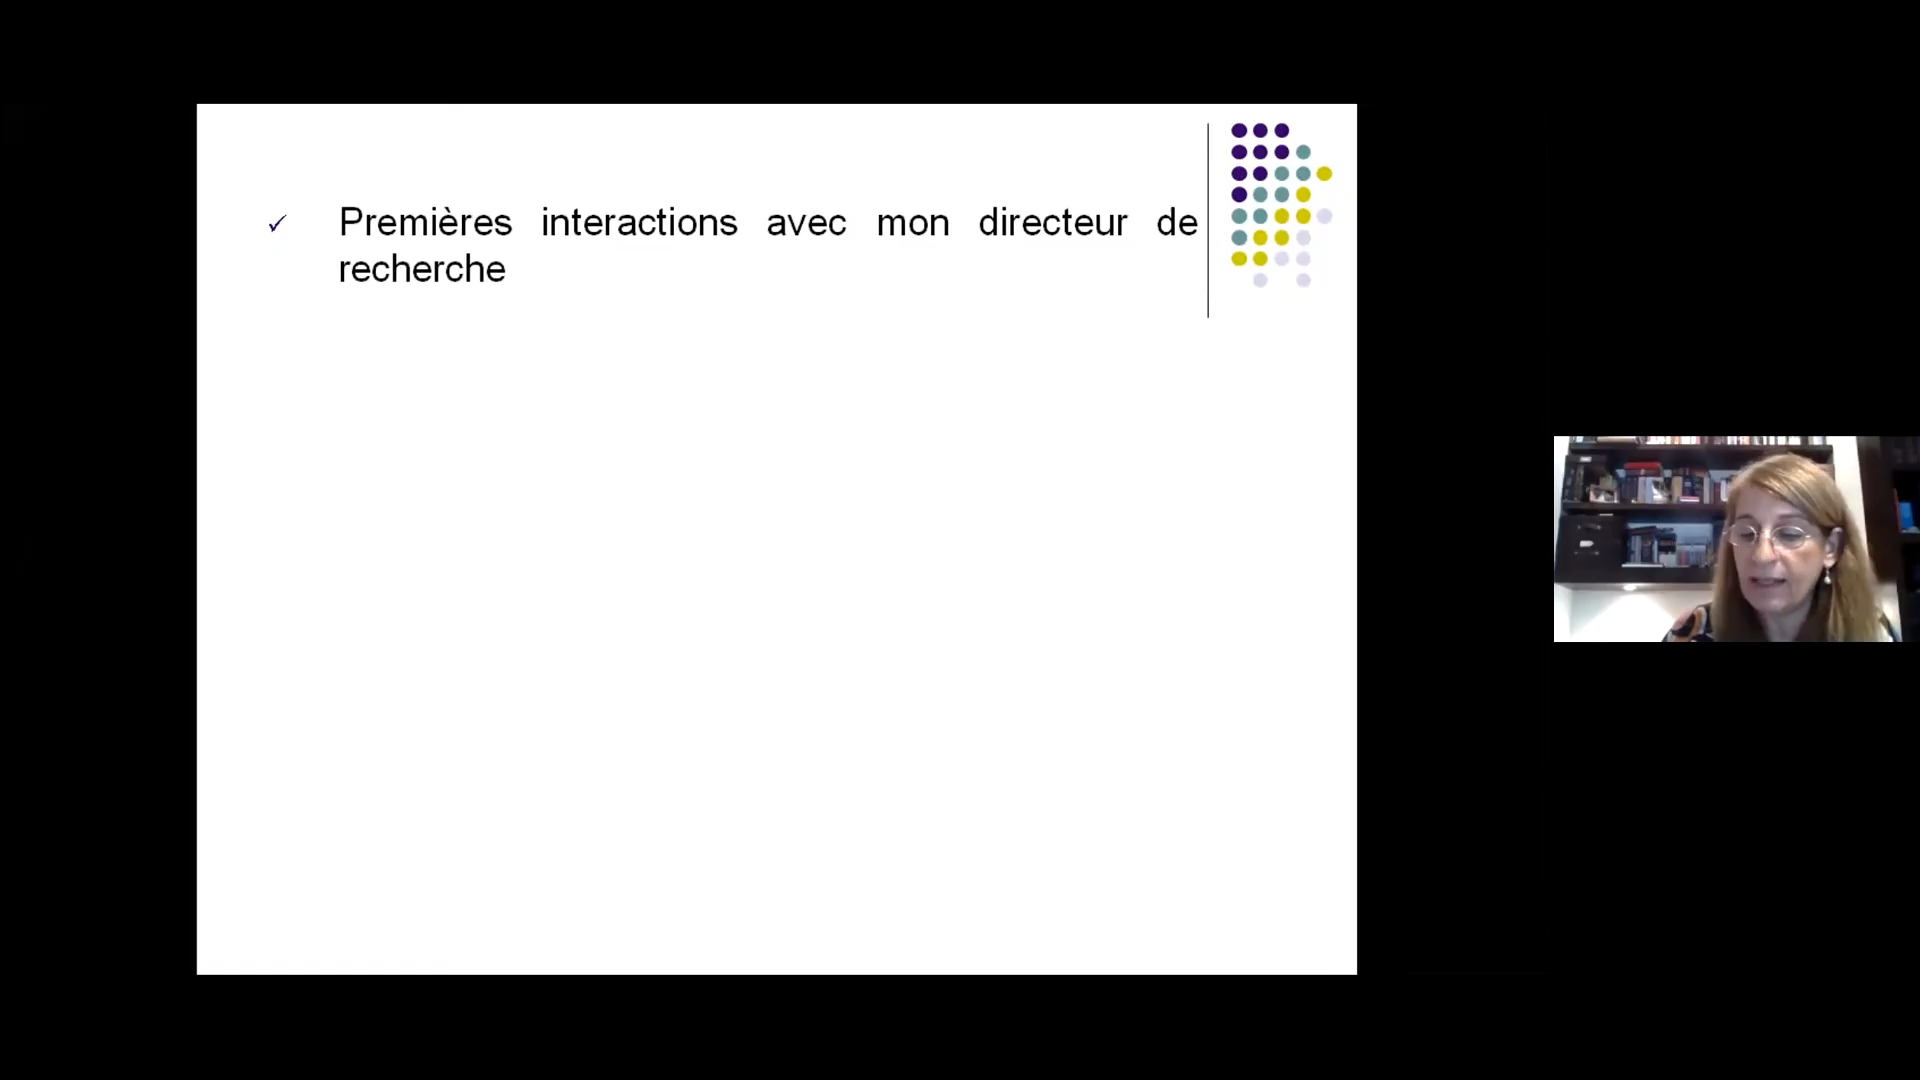 ✓ Premières interactions avec mon directeur de
recherche